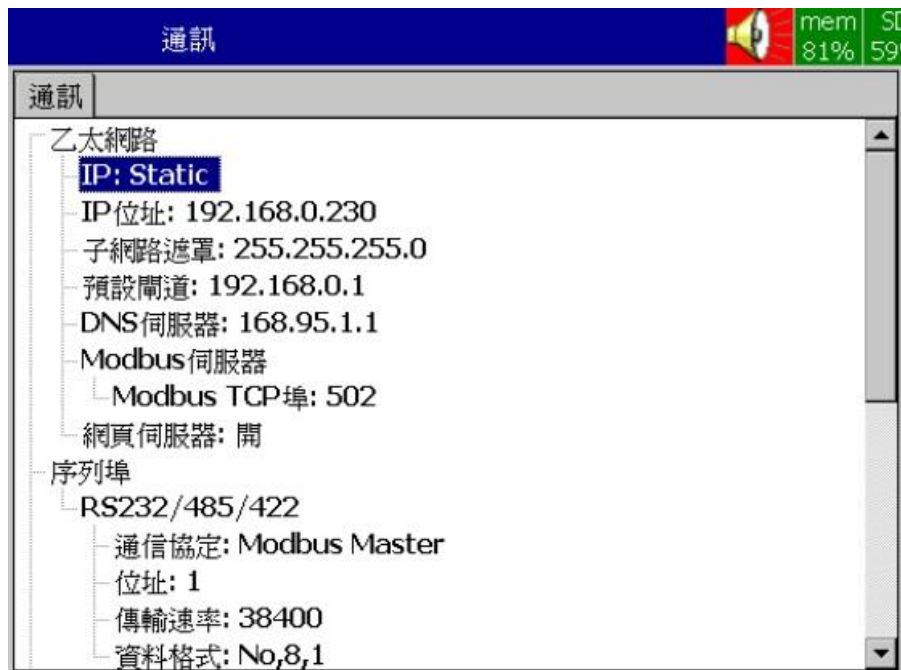 通訊
mem
81%
SD
59%
通訊
乙太網路
IP: Static
IP位址: 192.168.0.230
子網路遮罩: 255.255.255.0
預設閘道: 192.168.0.1
DNS伺服器: 168.95.1.1
Modbus伺服器
Modbus TCP埠: 502
網頁伺服器: 開
序列埠
RS232/485/422
通信協定: Modbus Master
位址: 1
傳輸速率: 38400
資料格式: No,8,1